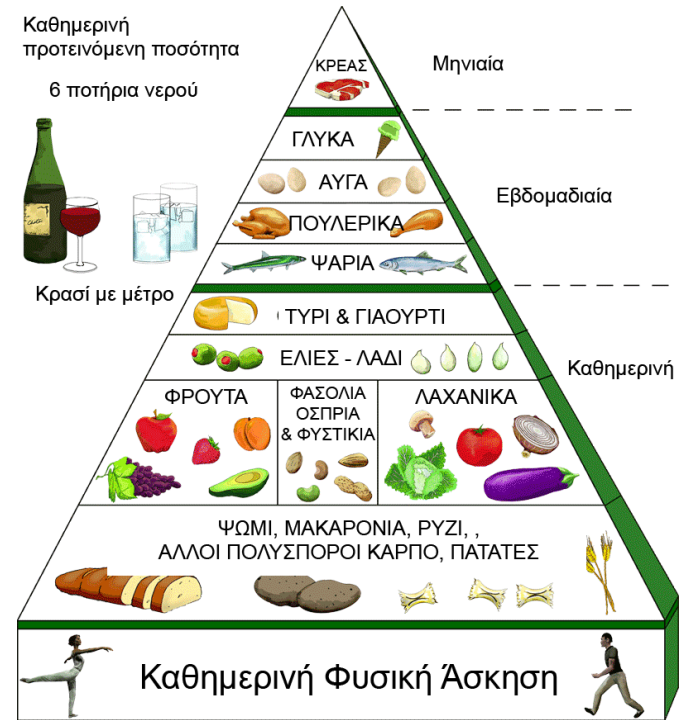 Καθημερινή
προτεινόμενη ποσότητα
6 ποτήρια νερού
Κρασί με μέτρο
ΚΡΕΑΣ
Μηνιαία
ΓΛΥΚΑ
ΑΥΓΑ
ΠΟΥΛΕΡΙΚΑ
ΨΑΡΙΑ
Εβδομαδιαία
ΤΥΡΙ & ΓΙΑΟΥΡΤΙ
ΕΛΙΕΣ - ΛΑΔΙ
Καθημερινή
ΦΡΟΥΤΑ
ΦΑΣΟΛΙΑ
ΟΣΠΡΙΑ
& ΦΥΣΤΙΚΙΑ
ΛΑΧΑΝΙΚΑ
ΨΩΜΙ, ΜΑΚΑΡΟΝΙΑ, ΡΥΖΙ, ,
ΑΛΛΟΙ ΠΟΛΥΣΠΟΡΟΙ ΚΑΡΠΟ, ΠΑΤΑΤΕΣ
Καθημερινή Φυσική Άσκηση